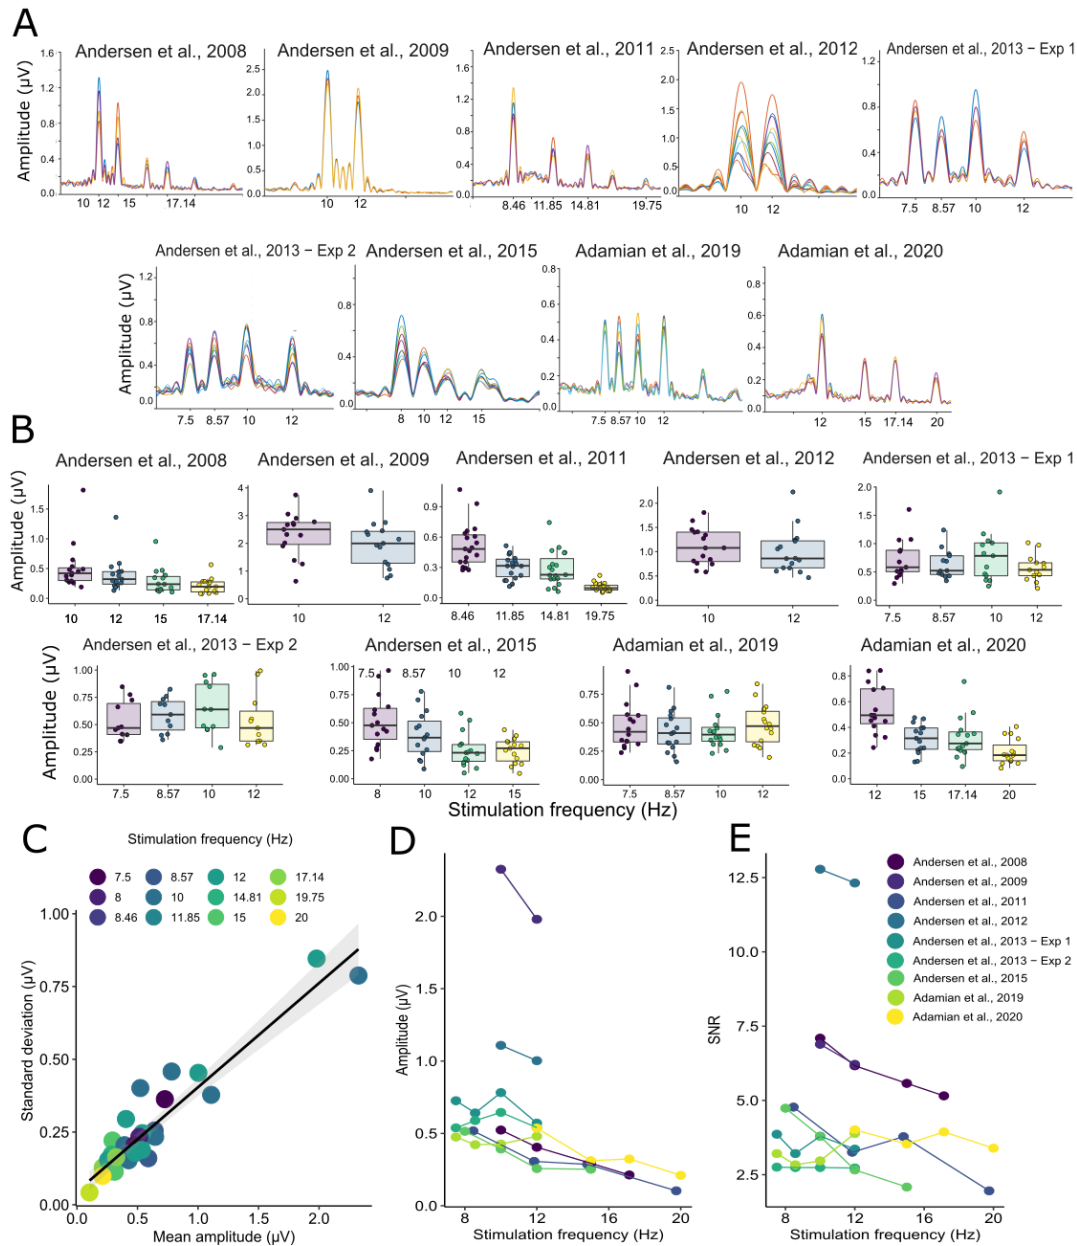 A
Andersen et al., 2008
Andersen et al., 2009
Andersen et al., 2011
Andersen et al., 2012
Andersen et al., 2013 − Exp 1
Amplitude (μV)
1.6
1.2
0.8
0.4
0.0
10 12 15 17.14
2.5
2.0
1.5
1.0
0.5
0.0
10 12
1.6
1.2
0.8
0.4
0.0
8.46 11.85 14.81 19.75
2.5
2.0
1.5
1.0
0.5
0.0
10 12
1.2
0.8
0.4
0.0
7.5 8.57 10 12
Andersen et al., 2013 − Exp 2
Andersen et al., 2015
Adamian et al., 2019
Adamian et al., 2020
Amplitude (μV)
1.2
0.8
0.4
0.0
7.5 8.57 10 12
0.8
0.4
0.0
8 10 12 15
0.8
0.6
0.4
0.2
0.0
7.5 8.57 10 12
0.8
0.6
0.4
0.2
0.0
12 15 17.14 20
B
Andersen et al., 2008
Andersen et al., 2009
Andersen et al., 2011
Andersen et al., 2012
Andersen et al., 2013 − Exp 1
Amplitude (μV)
1.5
1.0
0.5
0.0
10 12 15 17.14
4
3
2
1
0
10 12
0.9
0.6
0.3
0.0
8.46 11.85 14.81 19.75
2.0
1.5
1.0
0.5
0.0
10 12
2.0
1.5
1.0
0.5
0.0
7.5 8.57 10 12
Andersen et al., 2013 − Exp 2
Andersen et al., 2015
Adamian et al., 2019
Adamian et al., 2020
Amplitude (μV)
1.00
0.75
0.50
0.25
0.00
7.5 8.57 10 12
1.00
7.5 8.57 10 12
0.75
0.50
0.25
0.00
8 10 12 15
0.75
0.50
0.25
0.00
7.5 8.57 10 12
0.8
0.6
0.4
0.2
0.0
12 15 17.14 20
Stimulation frequency (Hz)
C
Stimulation frequency (Hz)
7.5 8.57 12 17.14
8 10 14.81 19.75
8.46 11.85 15 20
Standard deviation (μV)
1.00
0.75
0.50
0.25
0.00
0.0 0.5 1.0 1.5 2.0
Mean amplitude (μV)
D
Amplitude (μV)
2.0
1.5
1.0
0.5
0.0
8 12 16 20
Stimulation frequency (Hz)
E
SNR
12.5
10.0
7.5
5.0
2.5
8 12 16 20
Stimulation frequency (Hz)
Andersen et al., 2008
Andersen et al., 2009
Andersen et al., 2011
Andersen et al., 2012
Andersen et al., 2013 − Exp 1
Andersen et al., 2013 − Exp 2
Andersen et al., 2015
Adamian et al., 2019
Adamian et al., 2020